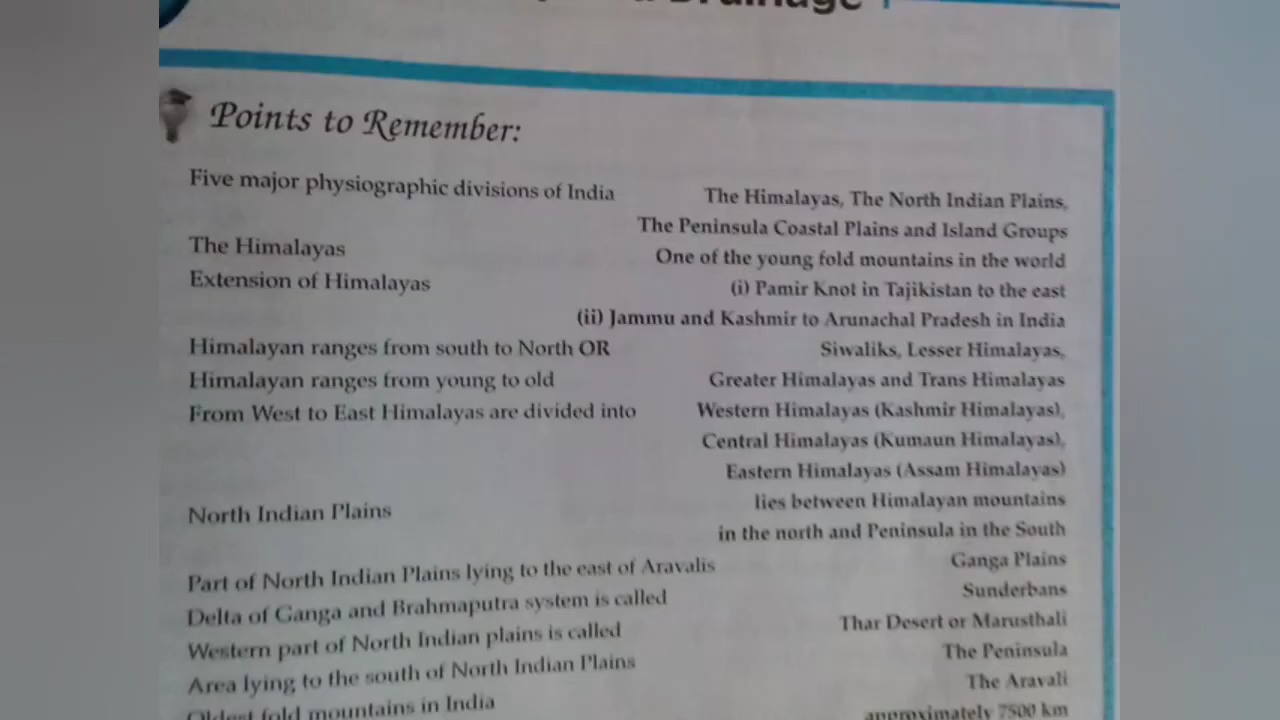 Drainage
Points to Remember:
Five major physiographic divisions of India The Himalayas, The North Indian Plains,
The Peninsula Coastal Plains and Island Groups
The Himalayas One of the young fold mountains in the world
Extension of Himalayas (i) Pamir Knot in Tajikistan to the east
(ii) Jammu and Kashmir to Arunachal Pradesh in India
Himalayan ranges from south to North OR Siwaliks, Lesser Himalayas,
Himalayan ranges from young to old Greater Himalayas and Trans Himalayas
From West to East Himalayas are divided into Western Himalayas (Kashmir Himalayas),
Central Himalayas (Kumaun Himalayas),
Eastern Himalayas (Assam Himalayas)
North Indian Plains lies between Himalayan mountains
in the north and Peninsula in the South
Part of North Indian Plains lying to the east of Aravalis Ganga Plains
Delta of Ganga and Brahmaputra system is called Sunderbans
Western part of North Indian plains is called Thar Desert or Marusthali
Area lying to the south of North Indian Plains The Peninsula
Oldest fold mountains in India The Aravali
approximately 7500 km